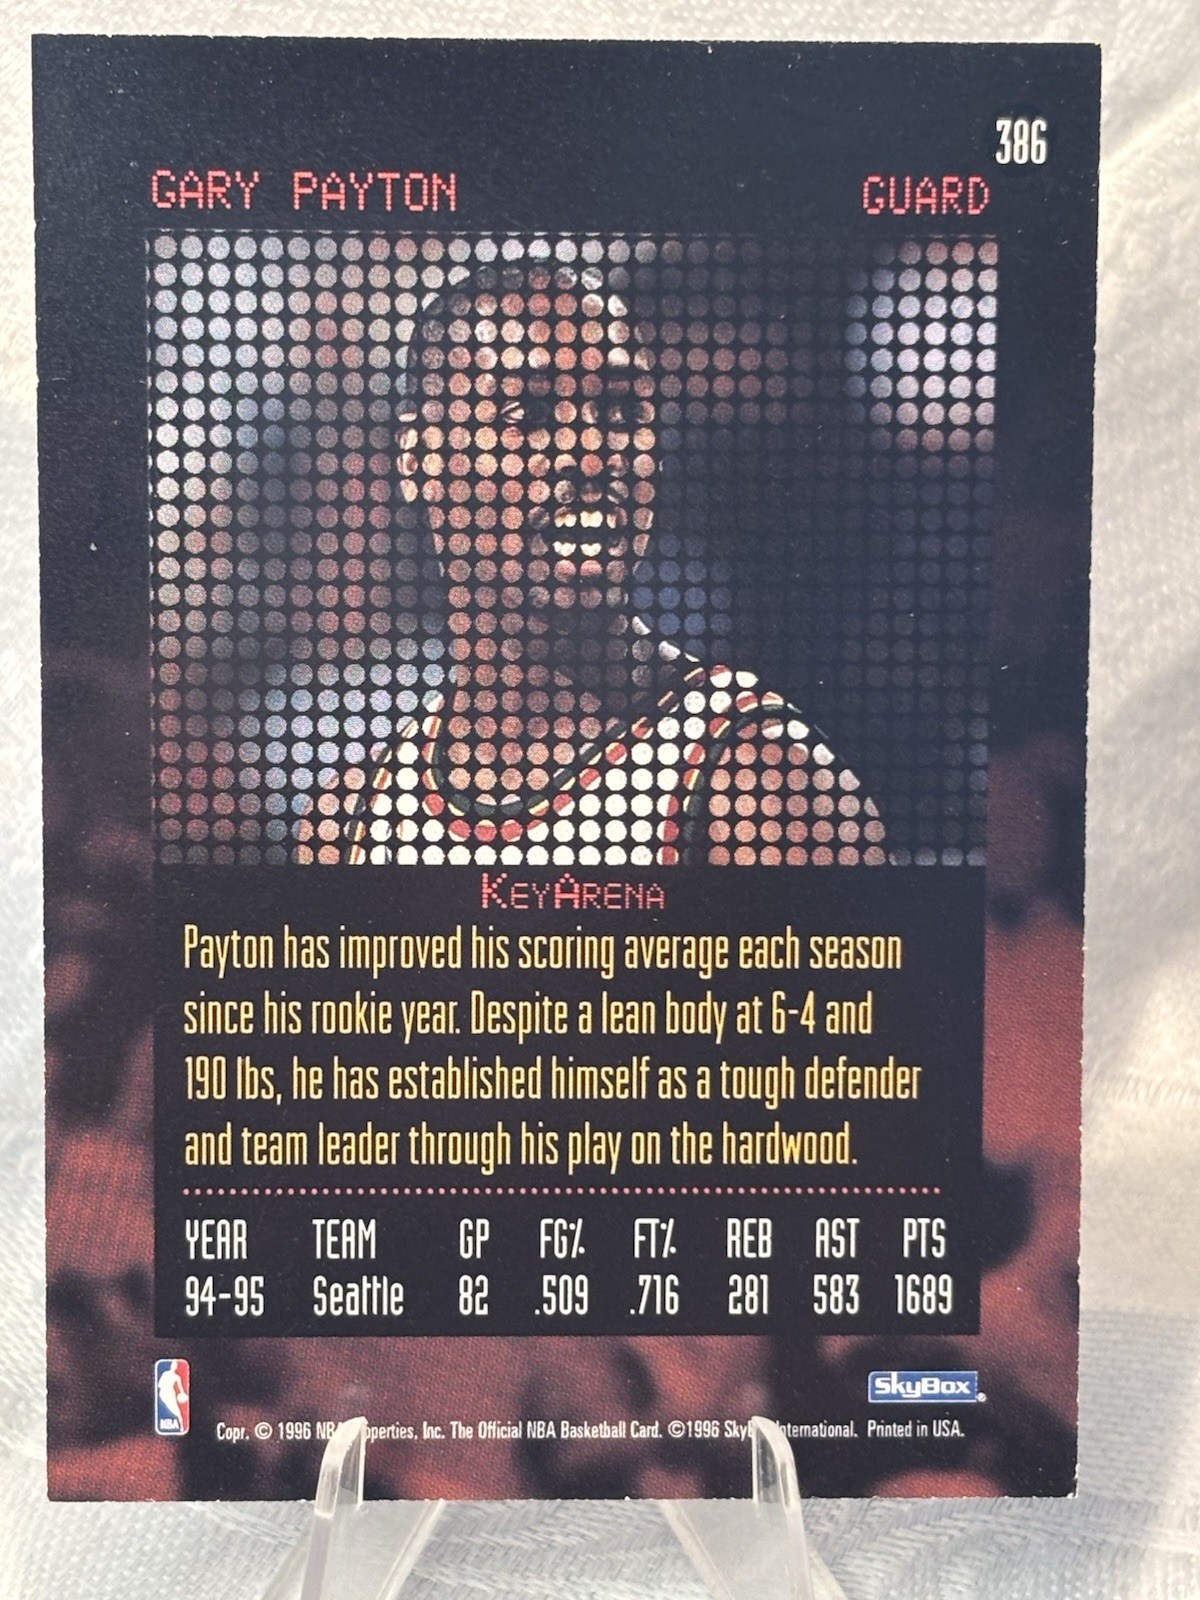 386
GARY PAYTON GUARD
KEYARENA
Payton has improved his scoring average each season
since his rookie year. Despite a lean body at 6-4 and
190 lbs, he has established himself as a tough defender
and team leader through his play on the hardwood.
YEAR TEAM GP FG% FT% REB AST PTS
94-95 Seattle 82 .509 .716 281 583 1689
NBA
SkyBox
Copr. © 1996 NBA Properties, Inc. The Official NBA Basketball Card. ©1996 SkyBox International. Printed in USA.